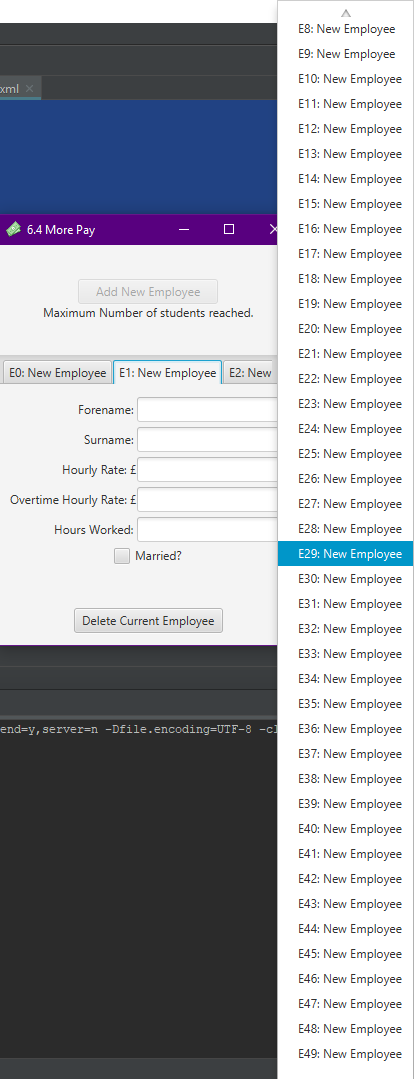 xml
6.4 More Pay
Add New Employee
Maximum Number of students reached.
E0: New Employee
E1: New Employee
E2: New
Forename:
Surname:
Hourly Rate: £
Overtime Hourly Rate: £
Hours Worked:
Married?
Delete Current Employee
end=y,server=n -Dfile.encoding=UTF-8 -cl
E8: New Employee
E9: New Employee
E10: New Employee
E11: New Employee
E12: New Employee
E13: New Employee
E14: New Employee
E15: New Employee
E16: New Employee
E17: New Employee
E18: New Employee
E19: New Employee
E20: New Employee
E21: New Employee
E22: New Employee
E23: New Employee
E24: New Employee
E25: New Employee
E26: New Employee
E27: New Employee
E28: New Employee
E29: New Employee
E30: New Employee
E31: New Employee
E32: New Employee
E33: New Employee
E34: New Employee
E35: New Employee
E36: New Employee
E37: New Employee
E38: New Employee
E39: New Employee
E40: New Employee
E41: New Employee
E42: New Employee
E43: New Employee
E44: New Employee
E45: New Employee
E46: New Employee
E47: New Employee
E48: New Employee
E49: New Employee